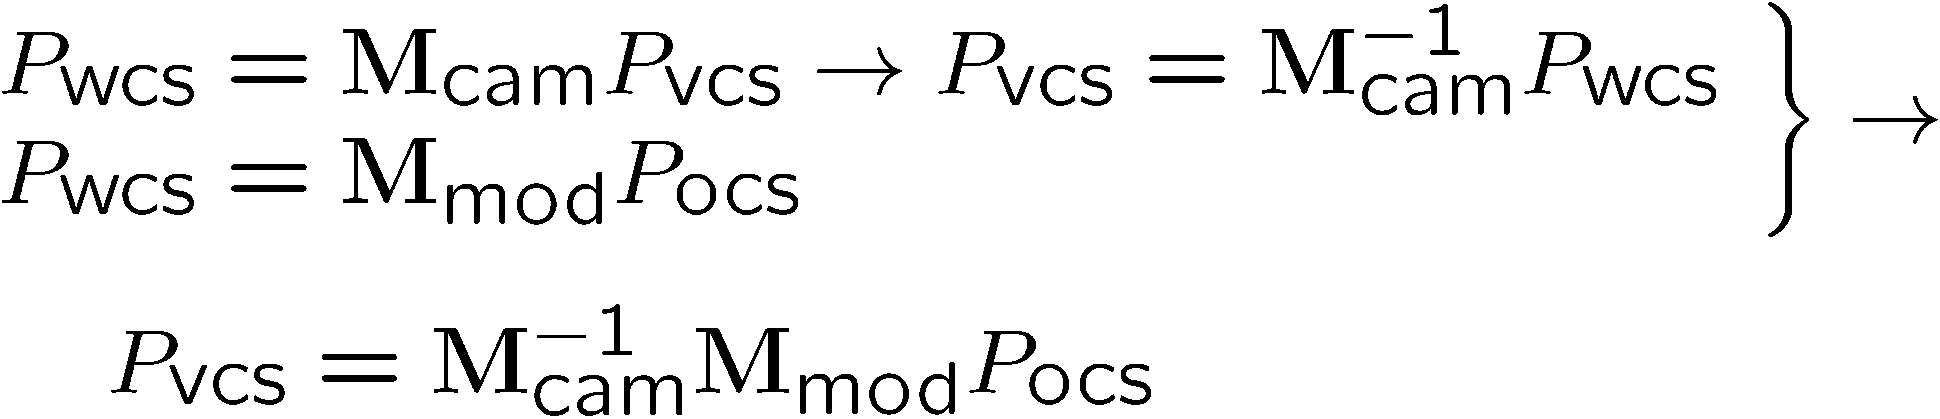 P_wcs = M_cam P_vcs → P_vcs = M_cam^{-1} P_wcs } →
P_wcs = M_mod P_ocs
P_vcs = M_cam^{-1} M_mod P_ocs